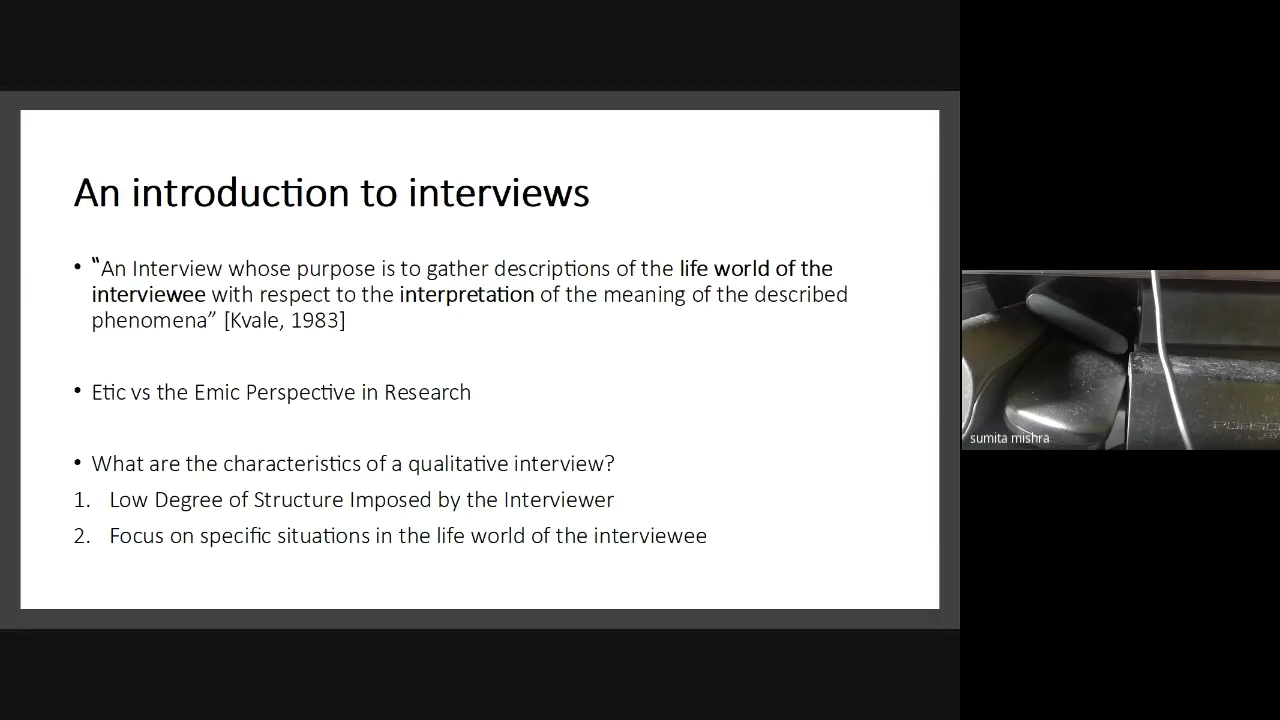 An introduction to interviews
• “An Interview whose purpose is to gather descriptions of the life world of the
interviewee with respect to the interpretation of the meaning of the described
phenomena” [Kvale, 1983]
• Etic vs the Emic Perspective in Research
• What are the characteristics of a qualitative interview?
1. Low Degree of Structure Imposed by the Interviewer
2. Focus on specific situations in the life world of the interviewee
sumita mishra